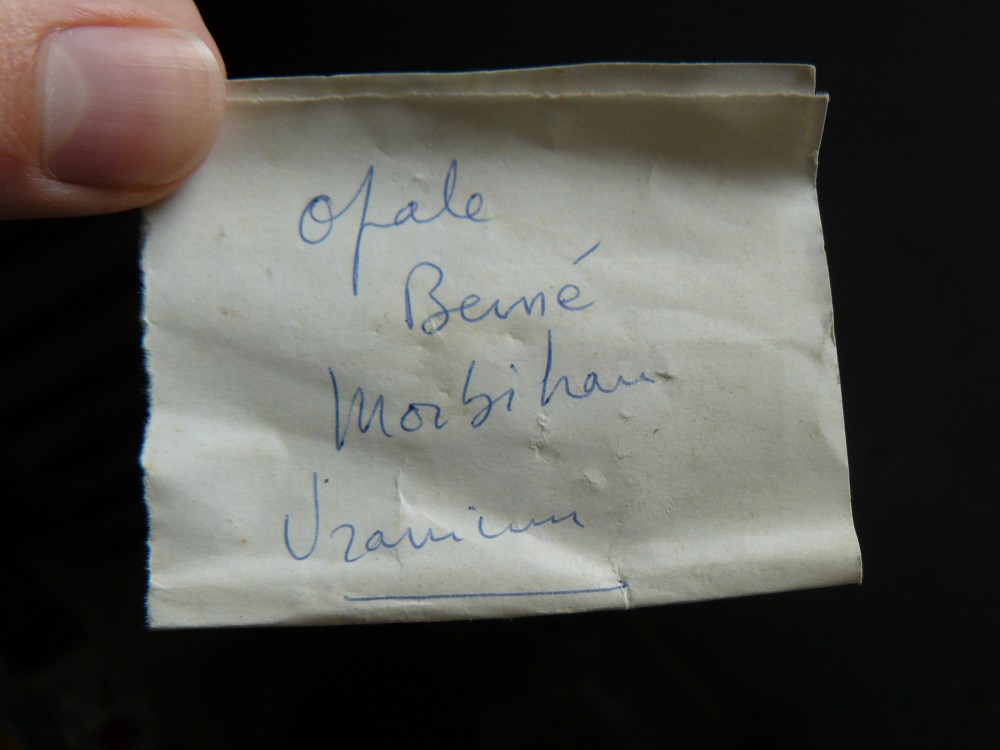 Opale
Berné
Morbihan
Uranium